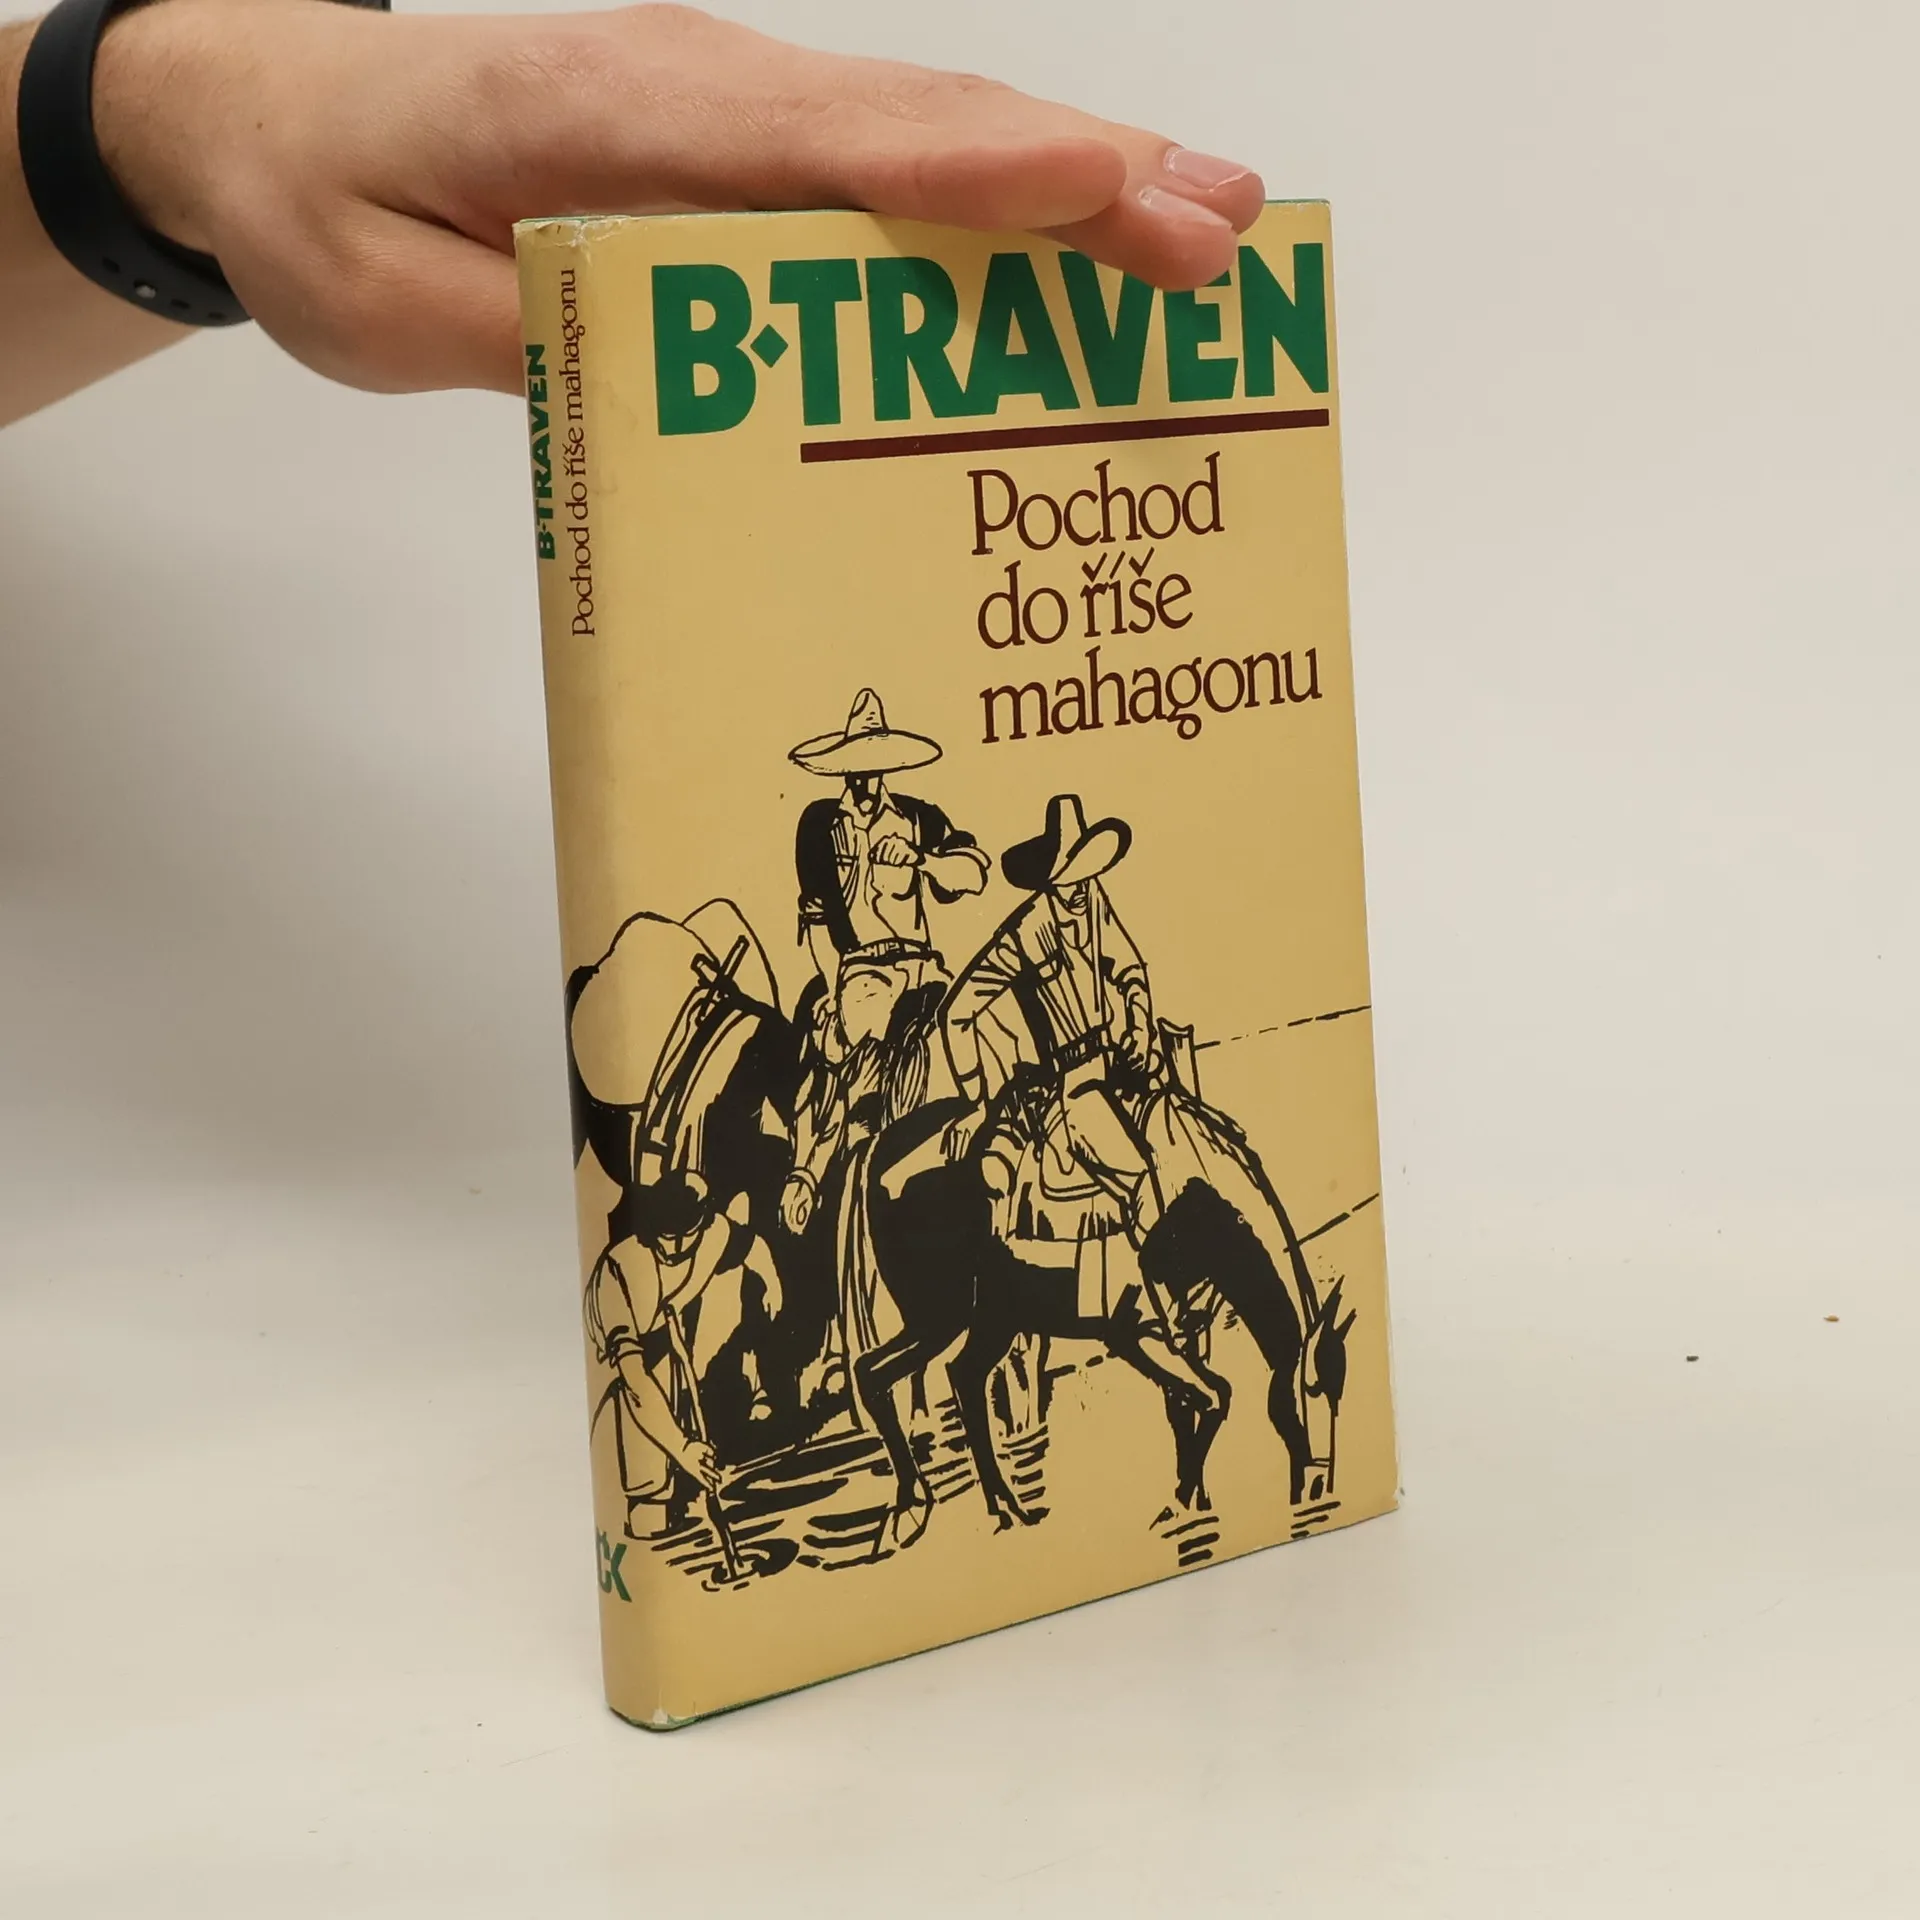 B·TRAVEN
Pochod
do říše
mahagonu
B·TRAVEN
Pochod do říše mahagonu